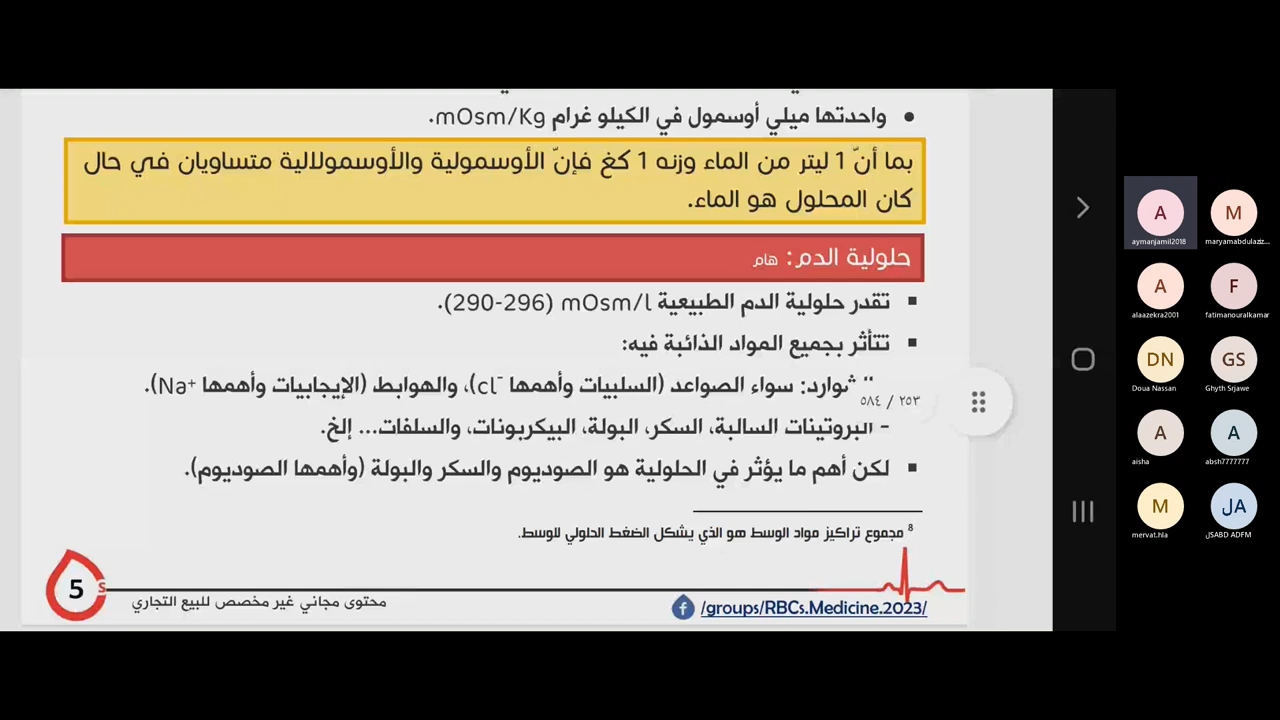 واحدتها ميلي أوسمول في الكيلو غرام mOsm/Kg.
بما أنّ 1 ليتر من الماء وزنه 1 كغ فإنّ الأوسمولية والأوسمولالية متساويان في حال
كان المحلول هو الماء.
حلولية الدم: هام
تقدر حلولية الدم الطبيعية mOsm/l (290-296).
تتأثر بجميع المواد الذائبة فيه:
سواء الصواعد (السلبيات وأهمها cl⁻)، والهوابط (الإيجابيات وأهمها Na⁺).
٢٥٣ / ٥٨٤
- البروتينات السالبة، السكر، البولة، البيكربونات، والسلفات... إلخ.
لكن أهم ما يؤثر في الحلولية هو الصوديوم والسكر والبولة (وأهمها الصوديوم).
8 مجموع تراكيز مواد الوسط هو الذي يشكل الضغط الحلولي للوسط.
5
محتوى مجاني غير مخصص للبيع التجاري
/groups/RBCs.Medicine.2023/
A
aymanjamil2018
M
maryamabdulaziz...
A
alaazekra2001
F
fatimanouralkamar
DN
Doua Nassan
GS
Ghyth Srjawe
A
aisha
A
absh7777777
M
mervat.hla
JA
JSABD ADFM